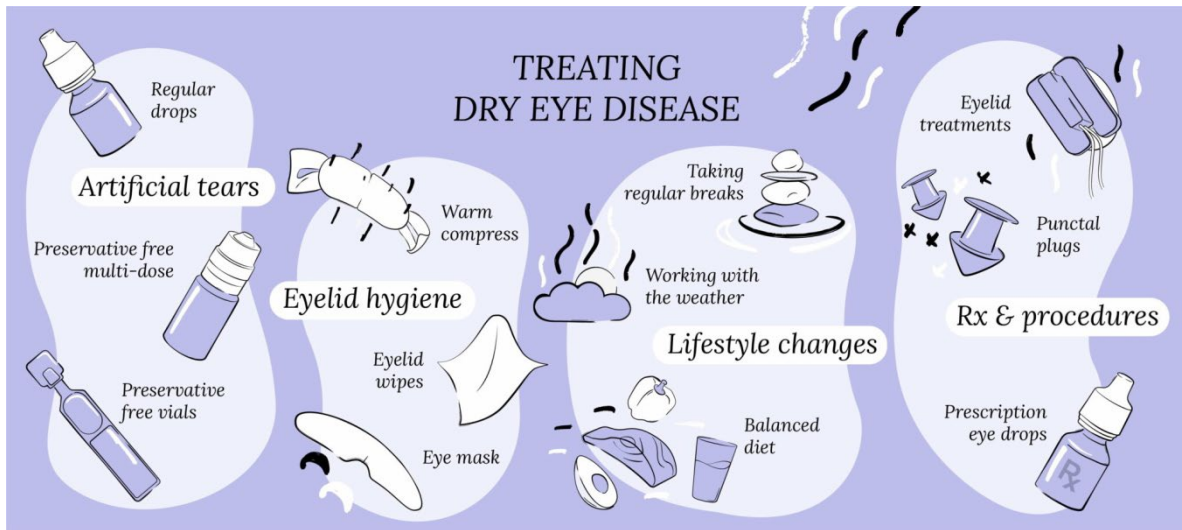 TREATING
DRY EYE DISEASE
Regular
drops
Artificial tears
Preservative free
multi-dose
Preservative
free vials
Warm
compress
Eyelid hygiene
Eyelid
wipes
Eye mask
Taking
regular breaks
Working with
the weather
Lifestyle changes
Balanced
diet
Eyelid
treatments
Punctal
plugs
Rx & procedures
Prescription
eye drops
Rx